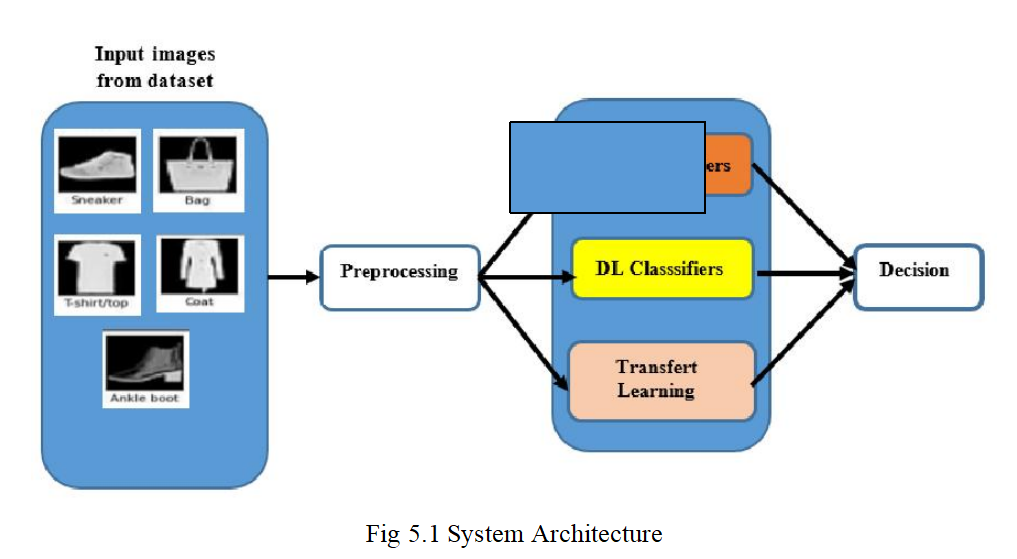 Input images
from dataset
Sneaker
Bag
T-shirt/top
Coat
Ankle boot
Preprocessing
ers
DL Classsifiers
Transfert
Learning
Decision
Fig 5.1 System Architecture